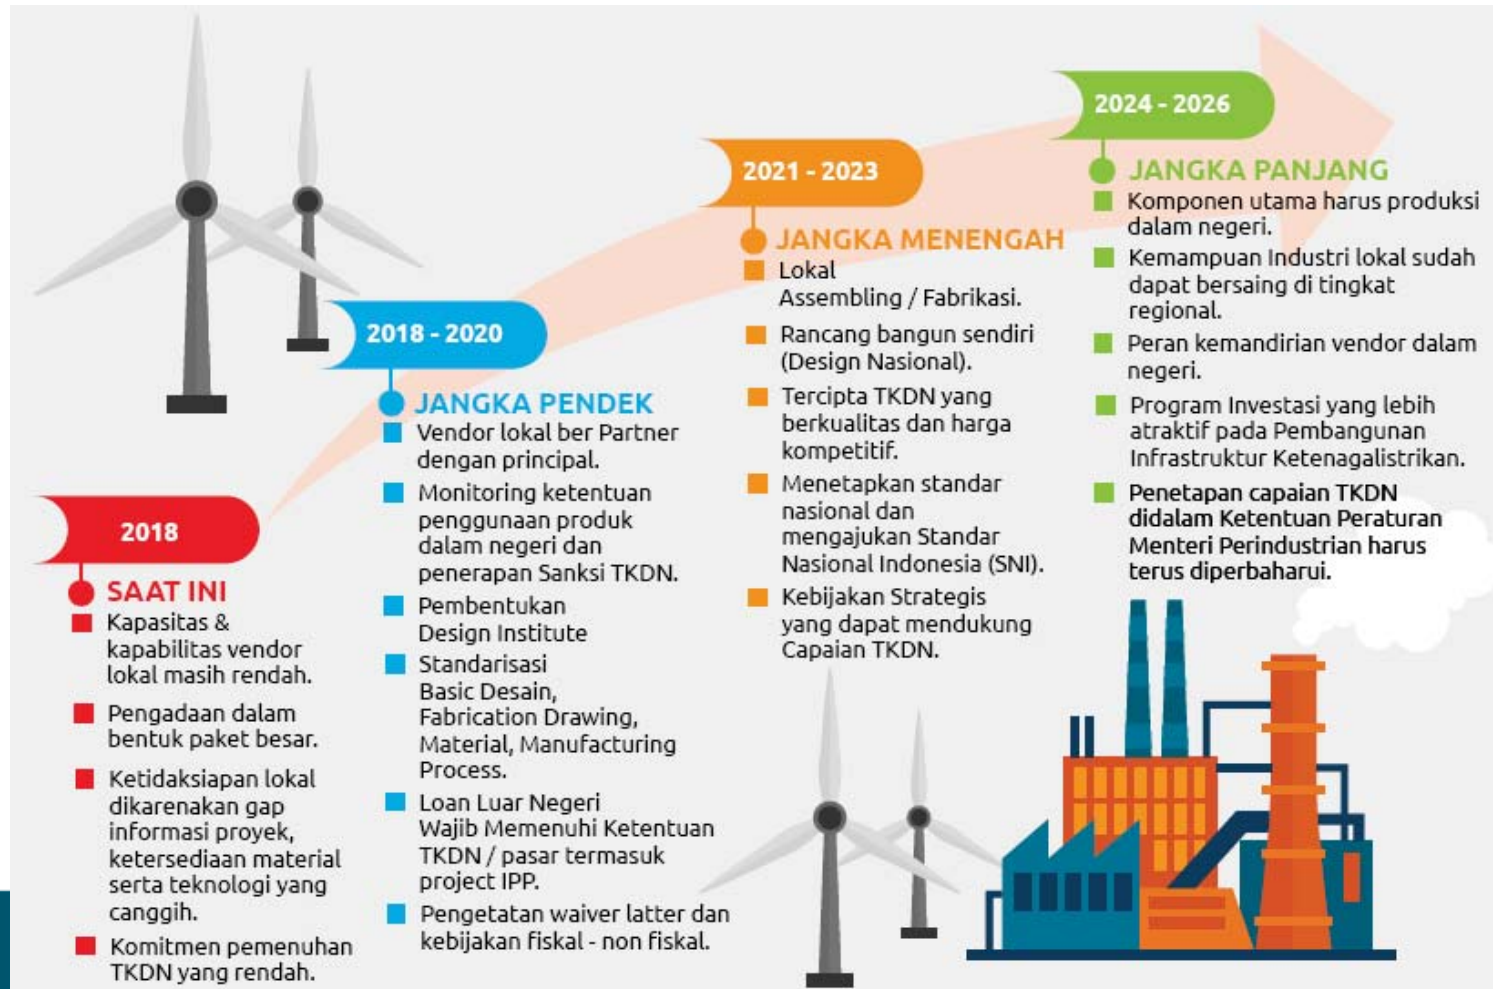 2018
SAAT INI
Kapasitas &
kapabilitas vendor
lokal masih rendah.
Pengadaan dalam
bentuk paket besar.
Ketidaksiapan lokal
dikarenakan gap
informasi proyek,
ketersediaan material
serta teknologi yang
canggih.
Komitmen pemenuhan
TKDN yang rendah.
2018 - 2020
JANGKA PENDEK
Vendor lokal ber Partner
dengan principal.
Monitoring ketentuan
penggunaan produk
dalam negeri dan
penerapan Sanksi TKDN.
Pembentukan
Design Institute
Standarisasi
Basic Desain,
Fabrication Drawing,
Material, Manufacturing
Process.
Loan Luar Negeri
Wajib Memenuhi Ketentuan
TKDN / pasar termasuk
project IPP.
Pengetatan waiver latter dan
kebijakan fiskal - non fiskal.
2021 - 2023
JANGKA MENENGAH
Lokal
Assembling / Fabrikasi.
Rancang bangun sendiri
(Design Nasional).
Tercipta TKDN yang
berkualitas dan harga
kompetitif.
Menetapkan standar
nasional dan
mengajukan Standar
Nasional Indonesia (SNI).
Kebijakan Strategis
yang dapat mendukung
Capaian TKDN.
2024 - 2026
JANGKA PANJANG
Komponen utama harus produksi
dalam negeri.
Kemampuan Industri lokal sudah
dapat bersaing di tingkat
regional.
Peran kemandirian vendor dalam
negeri.
Program Investasi yang lebih
atraktif pada Pembangunan
Infrastruktur Ketenagalistrikan.
Penetapan capaian TKDN
didalam Ketentuan Peraturan
Menteri Perindustrian harus
terus diperbaharui.